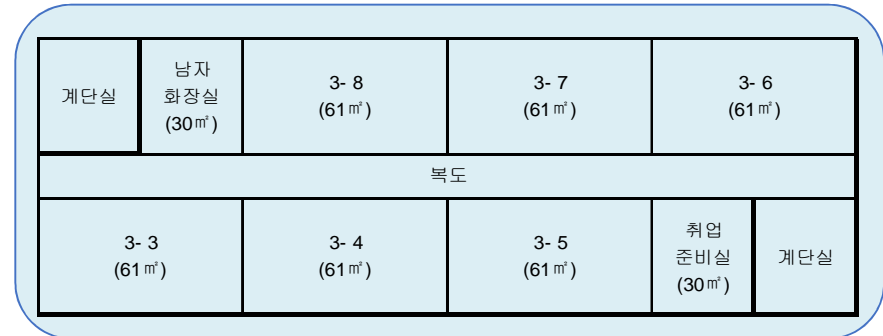 계단실
남자
화장실
(30㎡)
3- 8
(61㎡)
3- 7
(61㎡)
3- 6
(61㎡)
복도
3- 3
(61㎡)
3- 4
(61㎡)
3- 5
(61㎡)
취업
준비실
(30㎡)
계단실